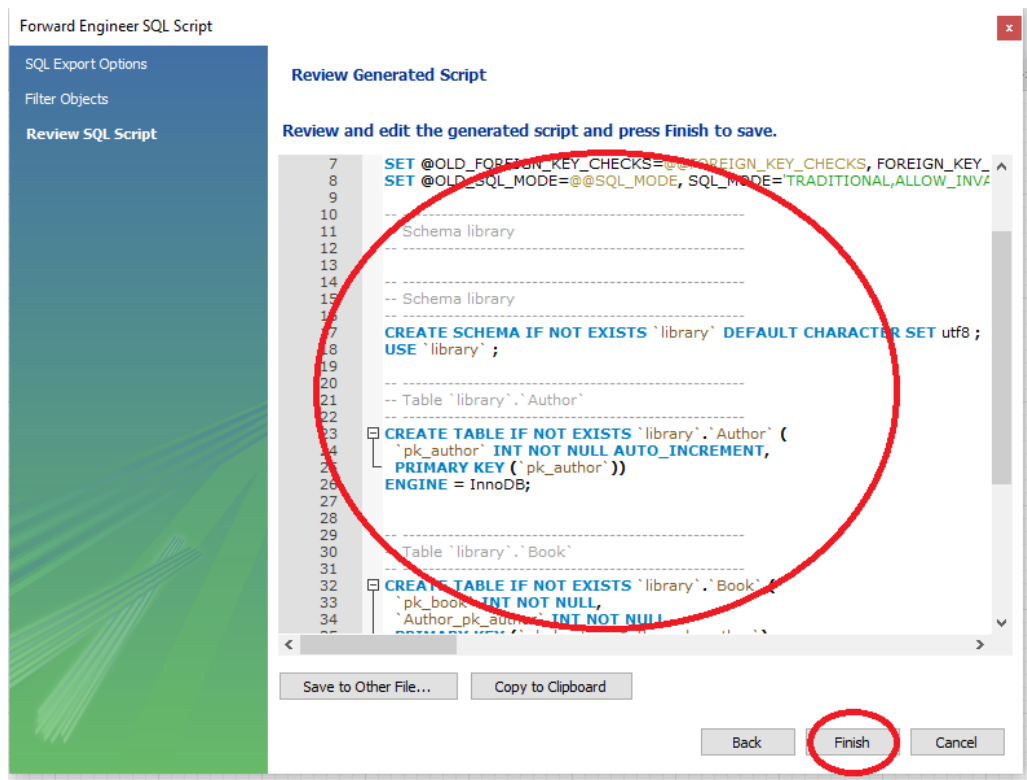 Forward Engineer SQL Script
x
SQL Export Options
Filter Objects
Review SQL Script
Review Generated Script
Review and edit the generated script and press Finish to save.
7 SET @OLD_FOREIGN_KEY_CHECKS=@@FOREIGN_KEY_CHECKS, FOREIGN_KEY_
8 SET @OLD_SQL_MODE=@@SQL_MODE, SQL_MODE='TRADITIONAL,ALLOW_INVA
9
10 -- -----------------------------------------------------
11 -- Schema library
12 -- -----------------------------------------------------
13
14 -- -----------------------------------------------------
15 -- Schema library
16 -- -----------------------------------------------------
17 CREATE SCHEMA IF NOT EXISTS `library` DEFAULT CHARACTER SET utf8 ;
18 USE `library` ;
19
20 -- -----------------------------------------------------
21 -- Table `library`.`Author`
22 -- -----------------------------------------------------
23 CREATE TABLE IF NOT EXISTS `library`.`Author` (
24 `pk_author` INT NOT NULL AUTO_INCREMENT,
25 PRIMARY KEY (`pk_author`))
26 ENGINE = InnoDB;
27
28
29 -- -----------------------------------------------------
30 -- Table `library`.`Book`
31 -- -----------------------------------------------------
32 CREATE TABLE IF NOT EXISTS `library`.`Book` (
33 `pk_book` INT NOT NULL,
34 `Author_pk_author` INT NOT NULL,
PRIMARY KEY
Save to Other File...
Copy to Clipboard
Back
Finish
Cancel